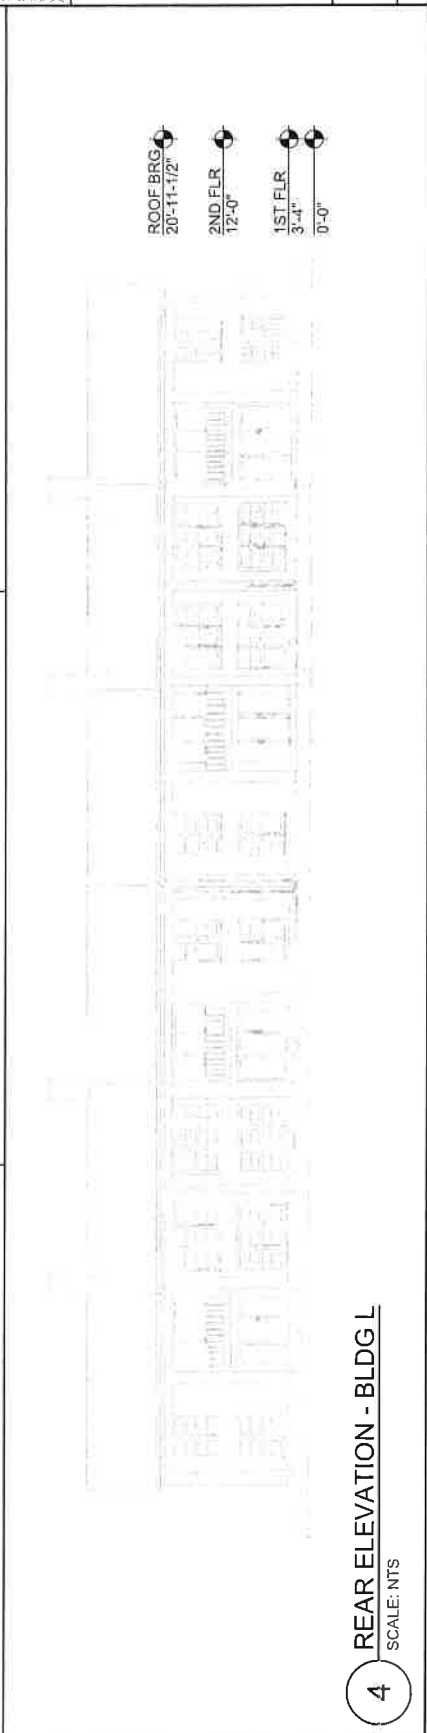 ROOF BRG
20'-11-1/2"
2ND FLR
12'-0"
1ST FLR
3'-4"
0'-0"
4
REAR ELEVATION - BLDG L
SCALE: NTS